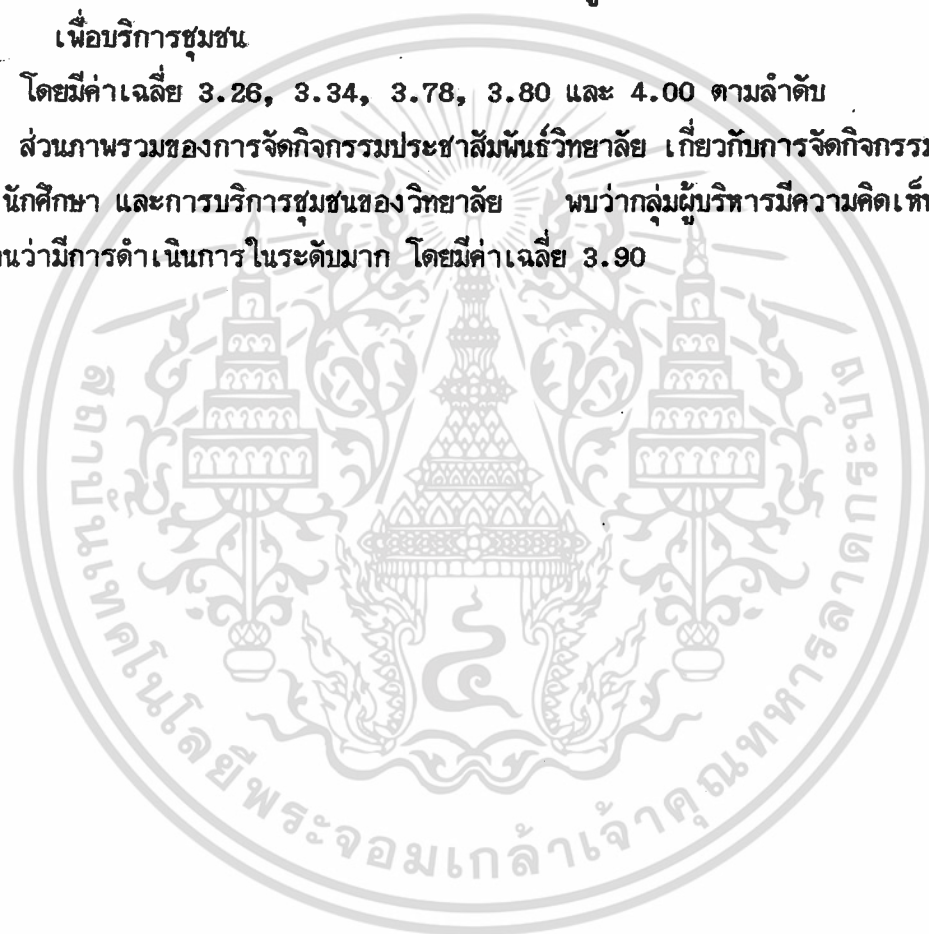 เพื่อบริการชุมชน
โดยมีค่าเฉลี่ย 3.26, 3.34, 3.78, 3.80 และ 4.00 ตามลำดับ
ส่วนภาพรวมของการจัดกิจกรรมประชาสัมพันธ์วิทยาลัย เกี่ยวกับการจัดกิจกรรม
นักศึกษา และการบริการชุมชนของวิทยาลัย พบว่ากลุ่มผู้บริหารมีความคิดเห็น
ว่ามีการดำเนินการในระดับมาก โดยมีค่าเฉลี่ย 3.90
สถาบันเทคโนโลยีพระจอมเกล้าเจ้าคุณทหารลาดกระบัง